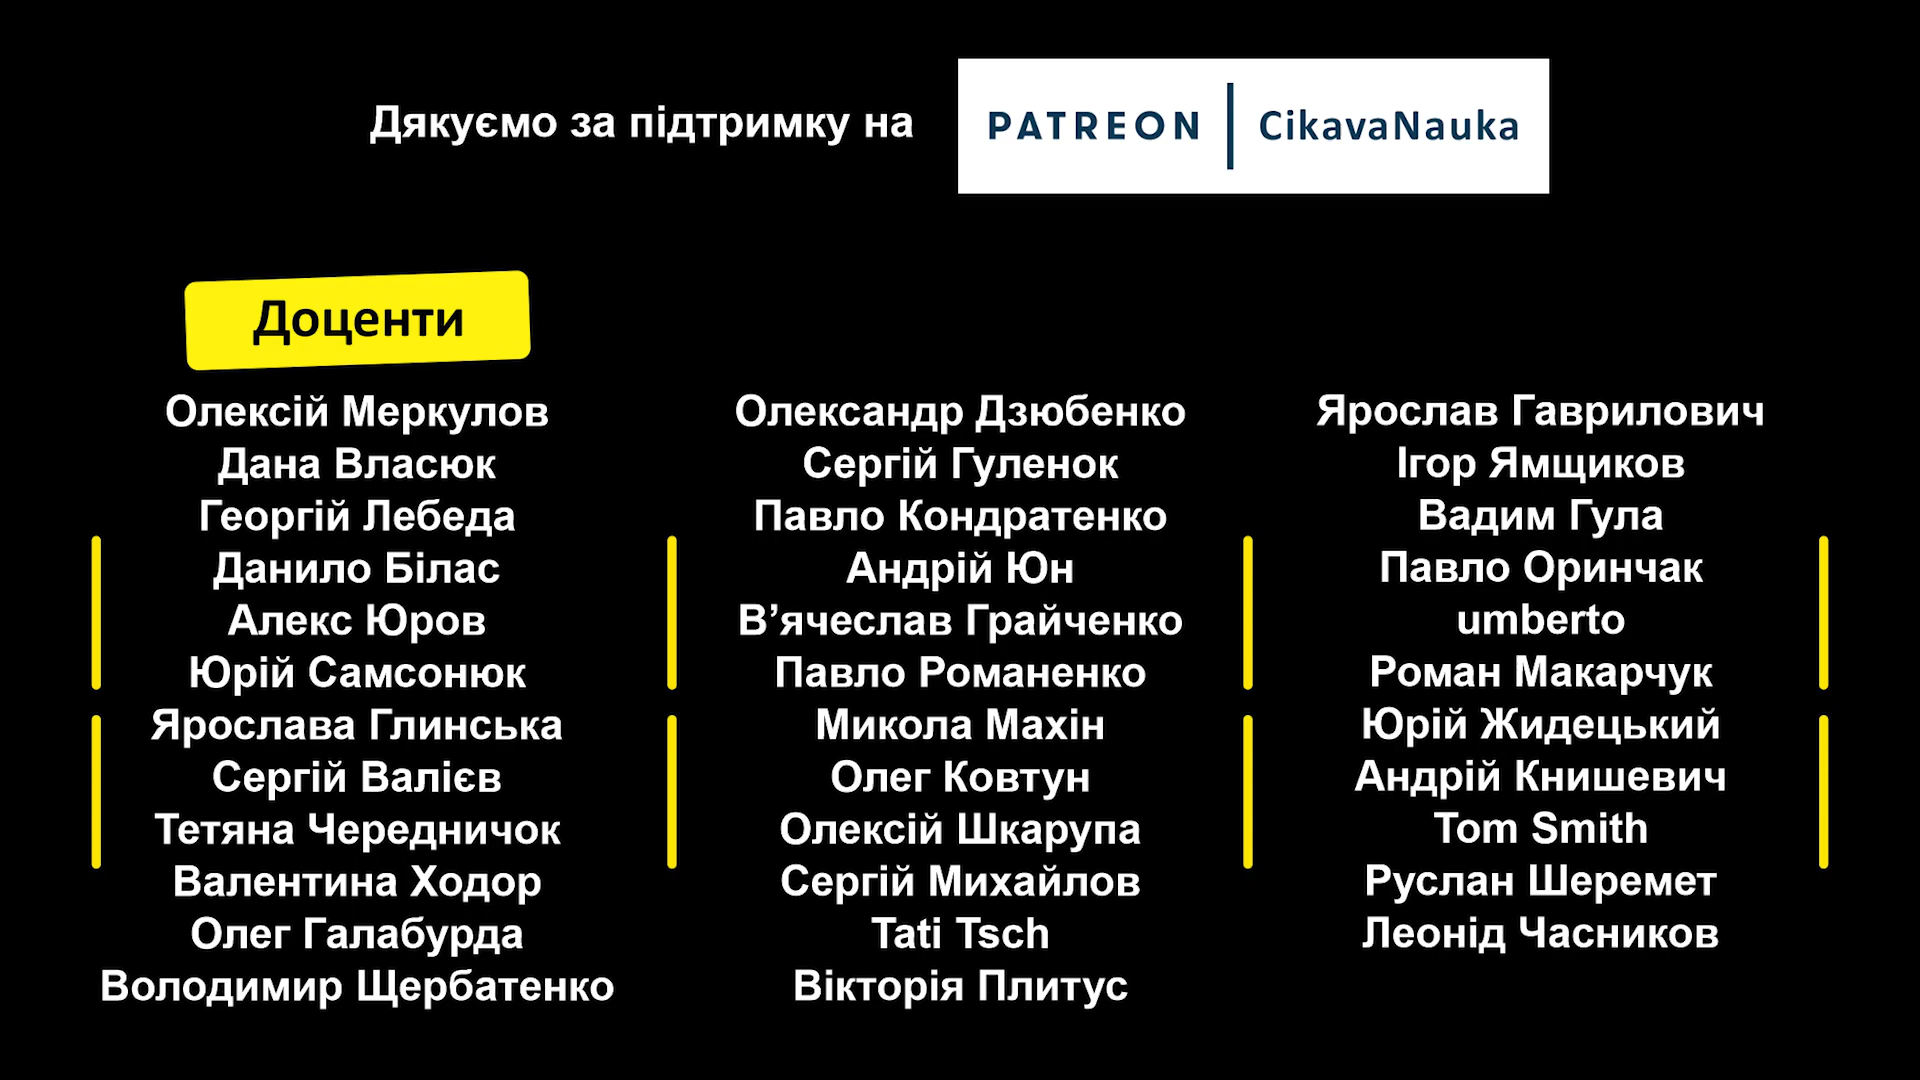 Дякуємо за підтримку на
PATREON | CikavaNauka
Доценти
Олексій Меркулов
Дана Власюк
Георгій Лебеда
Данило Білас
Алекс Юров
Юрій Самсонюк
Ярослава Глинська
Сергій Валієв
Тетяна Чередничок
Валентина Ходор
Олег Галабурда
Володимир Щербатенко
Олександр Дзюбенко
Сергій Гуленок
Павло Кондратенко
Андрій Юн
В’ячеслав Грайченко
Павло Романенко
Микола Махін
Олег Ковтун
Олексій Шкарупа
Сергій Михайлов
Tati Tsch
Вікторія Плитус
Ярослав Гаврилович
Ігор Ямщиков
Вадим Гула
Павло Оринчак
umberto
Роман Макарчук
Юрій Жидецький
Андрій Книшевич
Tom Smith
Руслан Шеремет
Леонід Часников